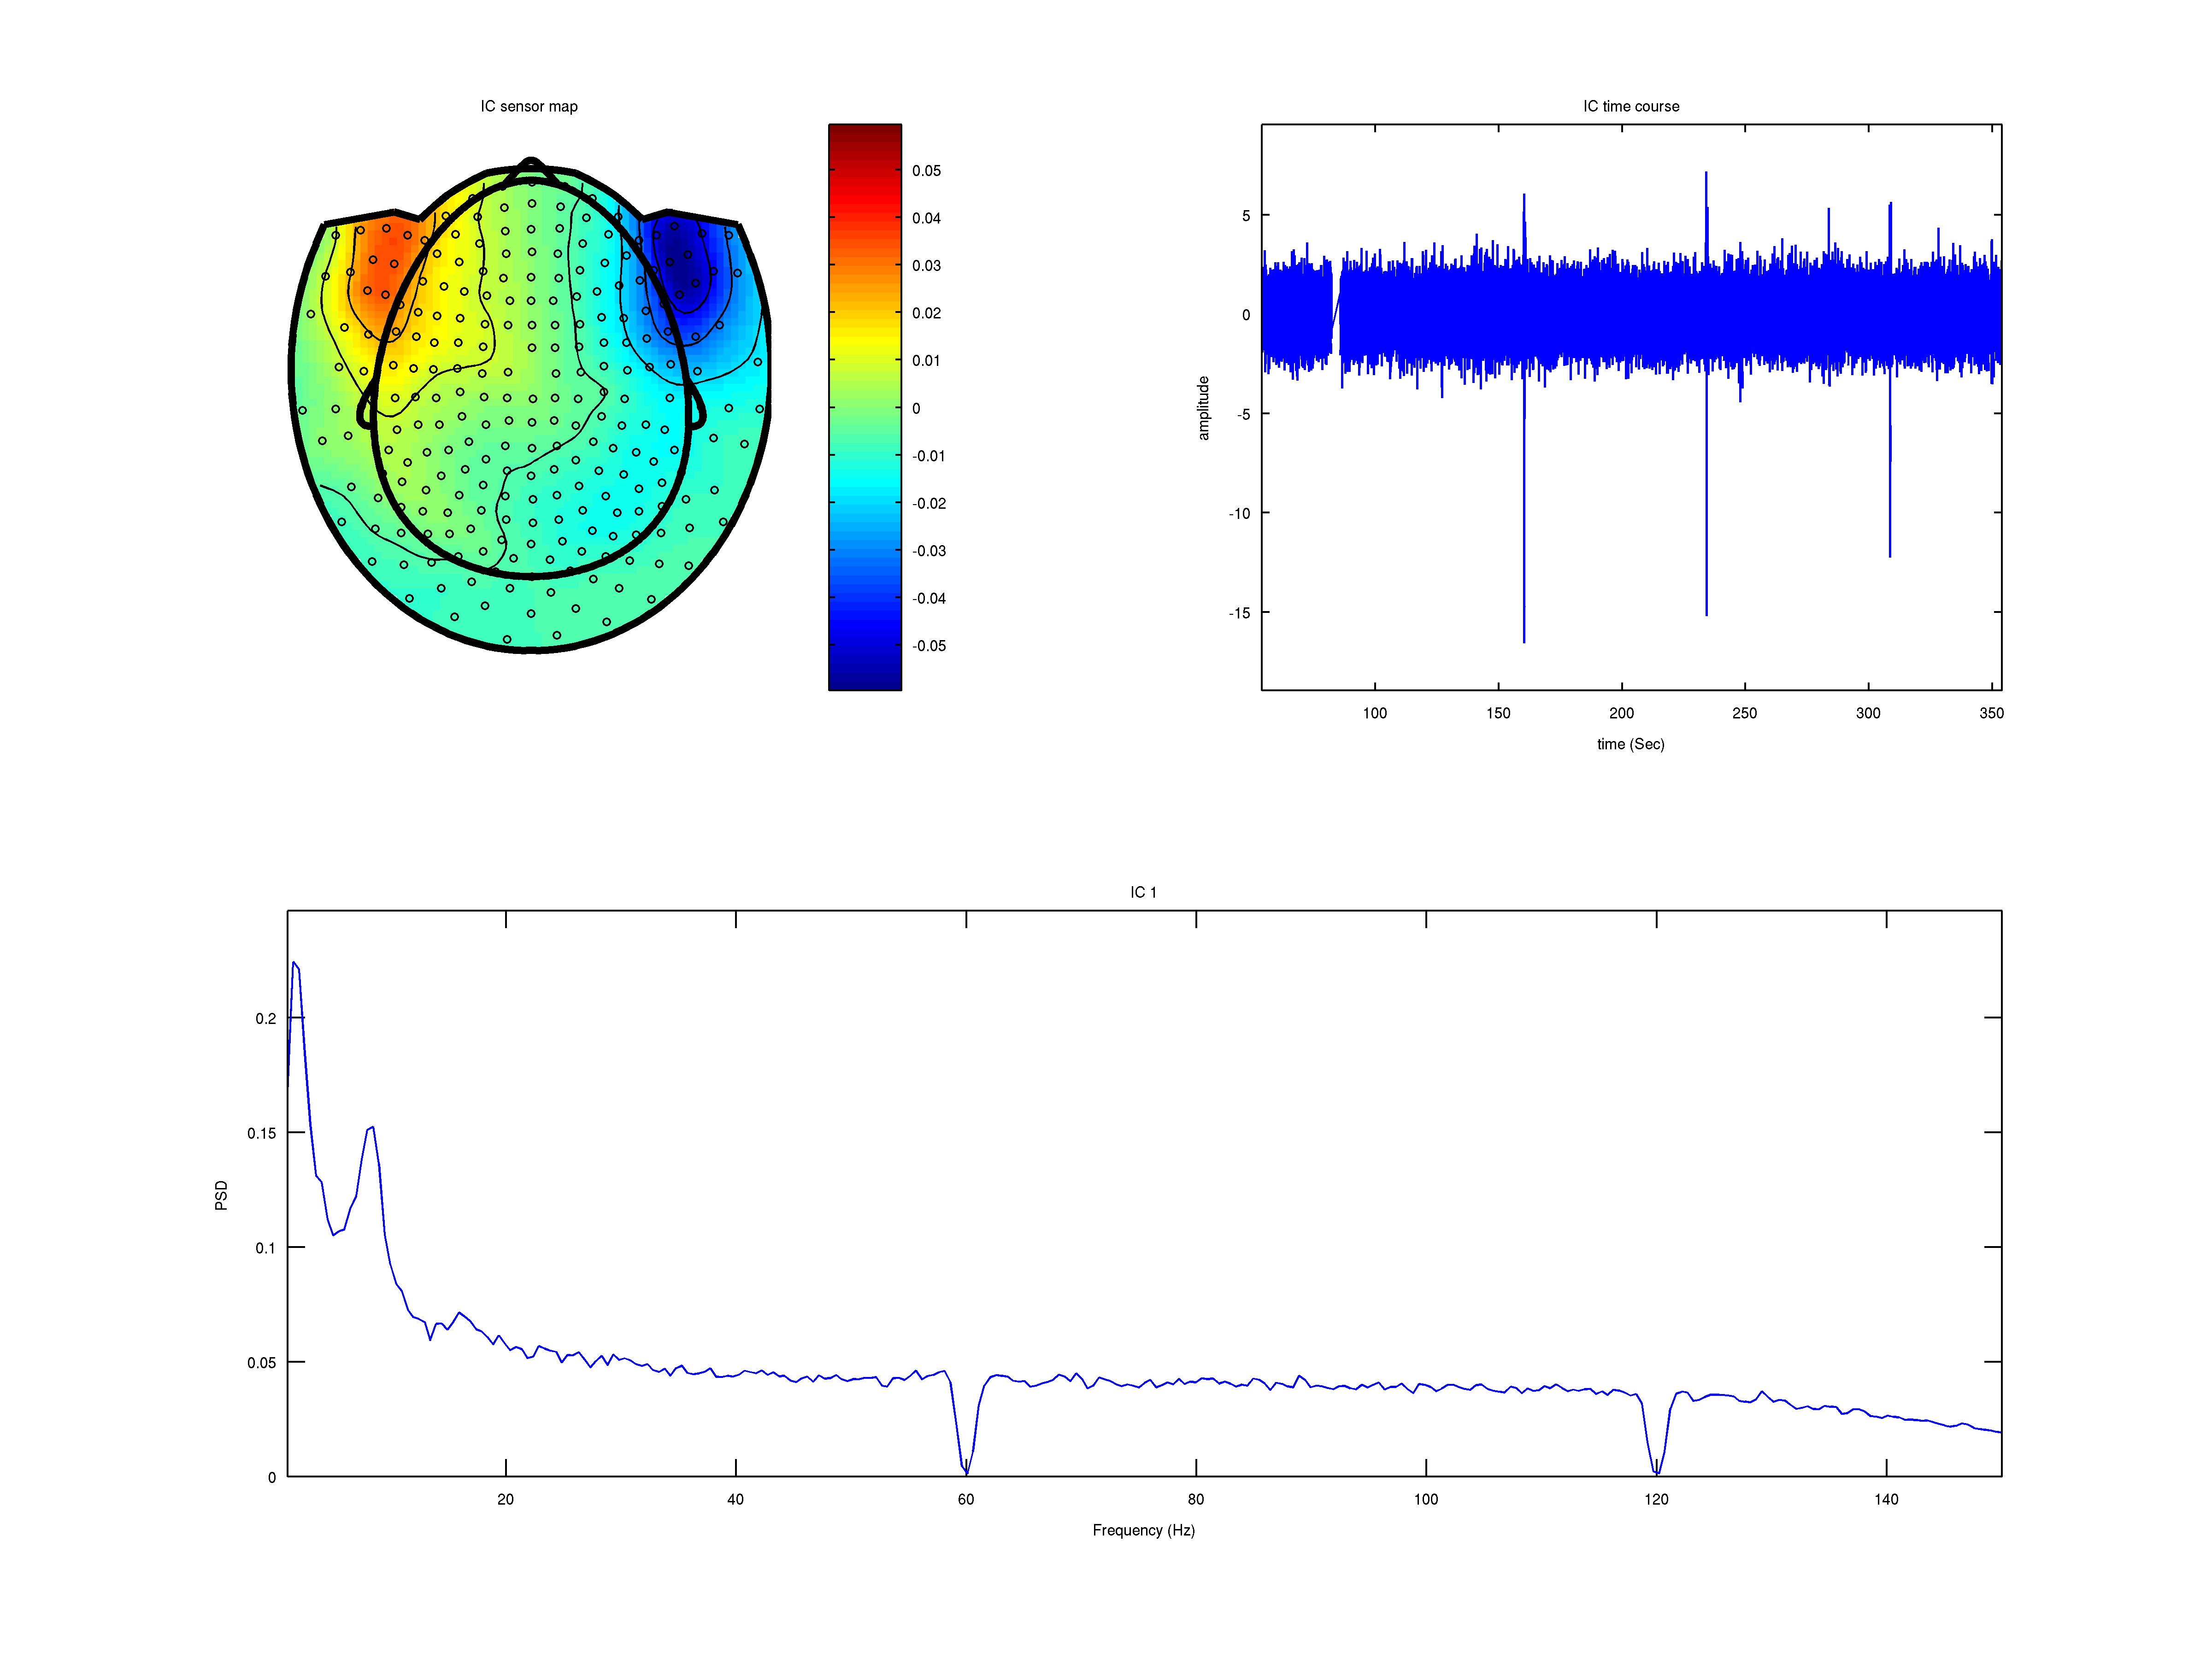 IC sensor map
0.05
0.04
0.03
0.02
0.01
0
-0.01
-0.02
-0.03
-0.04
-0.05
IC time course
amplitude
5
0
-5
-10
-15
100 150 200 250 300 350
time (Sec)
IC 1
PSD
0.2
0.15
0.1
0.05
0
20 40 60 80 100 120 140
Frequency (Hz)